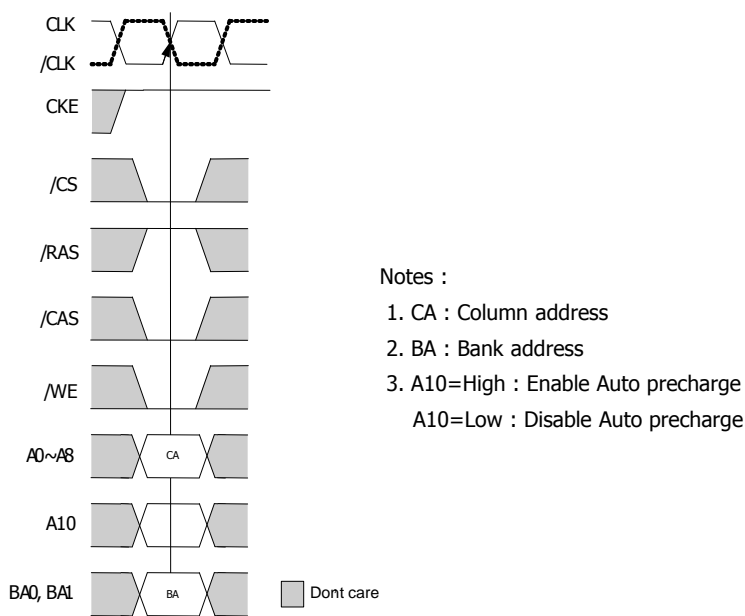 CLK
/CLK
CKE
/CS
/RAS
/CAS
/WE
A0~A8
CA
A10
BA0, BA1
BA
Dont care
Notes :
1. CA : Column address
2. BA : Bank address
3. A10=High : Enable Auto precharge
A10=Low : Disable Auto precharge